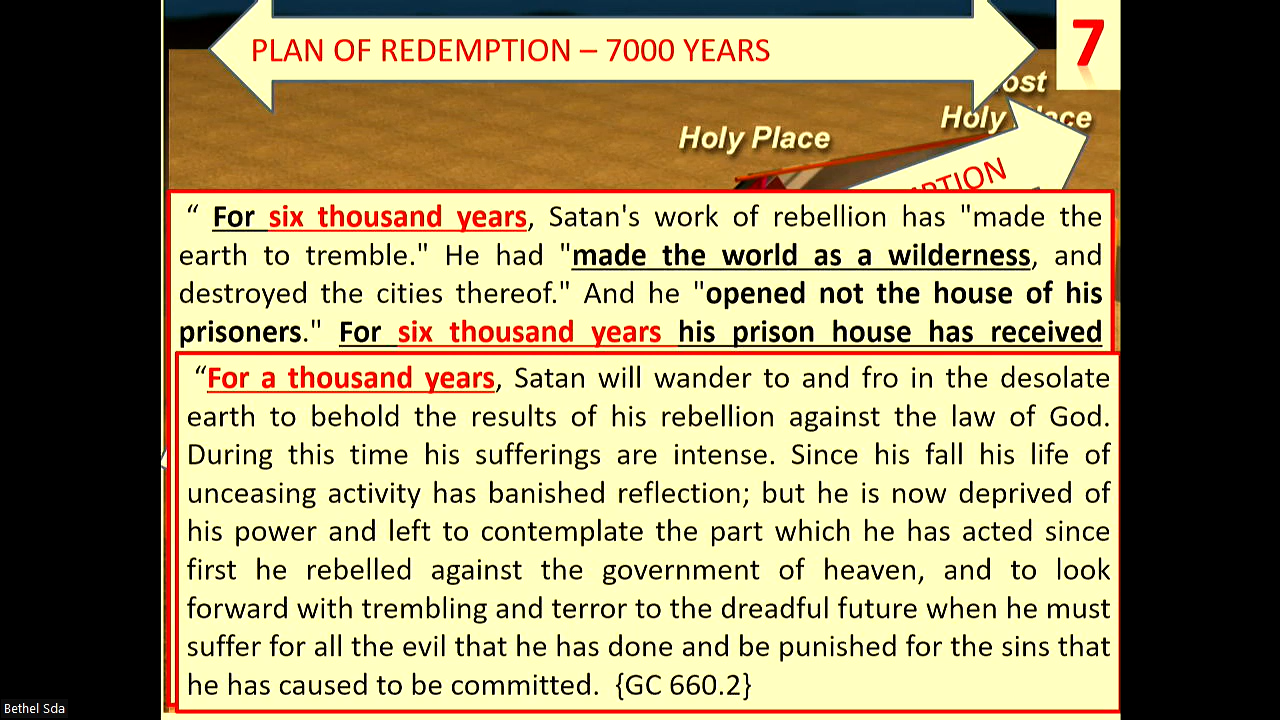 PLAN OF REDEMPTION – 7000 YEARS
7
Holy
Holy Place
“ For six thousand years, Satan's work of rebellion has "made the
earth to tremble." He had "made the world as a wilderness, and
destroyed the cities thereof." And he "opened not the house of his
prisoners." For six thousand years his prison house has received
“For a thousand years, Satan will wander to and fro in the desolate
earth to behold the results of his rebellion against the law of God.
During this time his sufferings are intense. Since his fall his life of
unceasing activity has banished reflection; but he is now deprived of
his power and left to contemplate the part which he has acted since
first he rebelled against the government of heaven, and to look
forward with trembling and terror to the dreadful future when he must
suffer for all the evil that he has done and be punished for the sins that
he has caused to be committed. {GC 660.2}
Bethel Sda